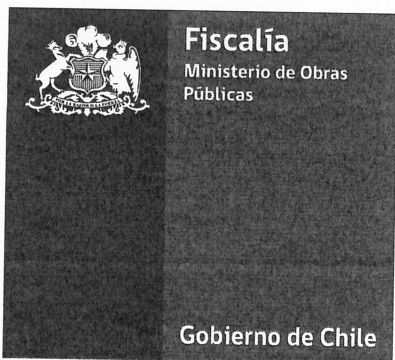 Fiscalía
Ministerio de Obras
Públicas
Gobierno de Chile